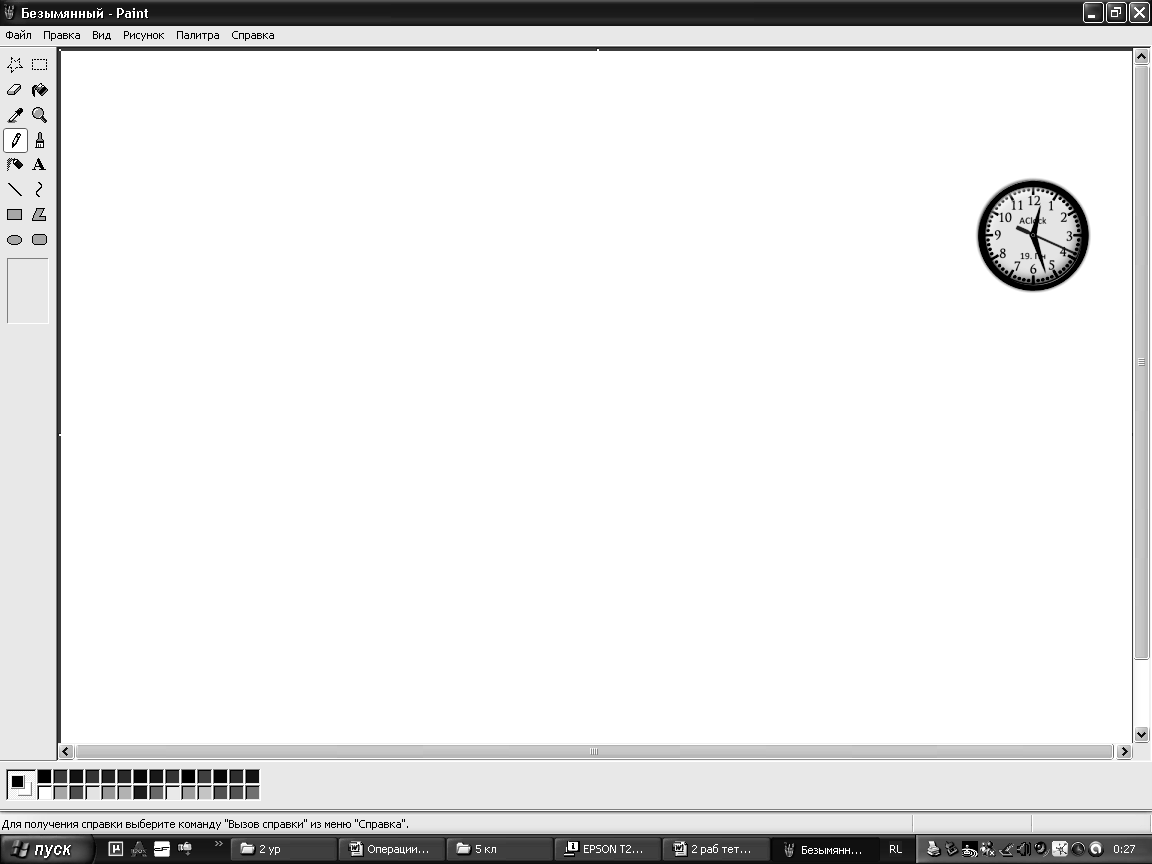 Безымянный - Paint
Файл Правка Вид Рисунок Палитра Справка
A
12
11 1
10 2
AClock
9 3
8 4
19. Пн
7 5
6
Для получения справки выберите команду "Вызов справки" из меню "Справка".
пуск
µ
»
2 ур
Операции...
5 кл
EPSON T2...
2 раб тет...
Безымянн...
RL
0:27